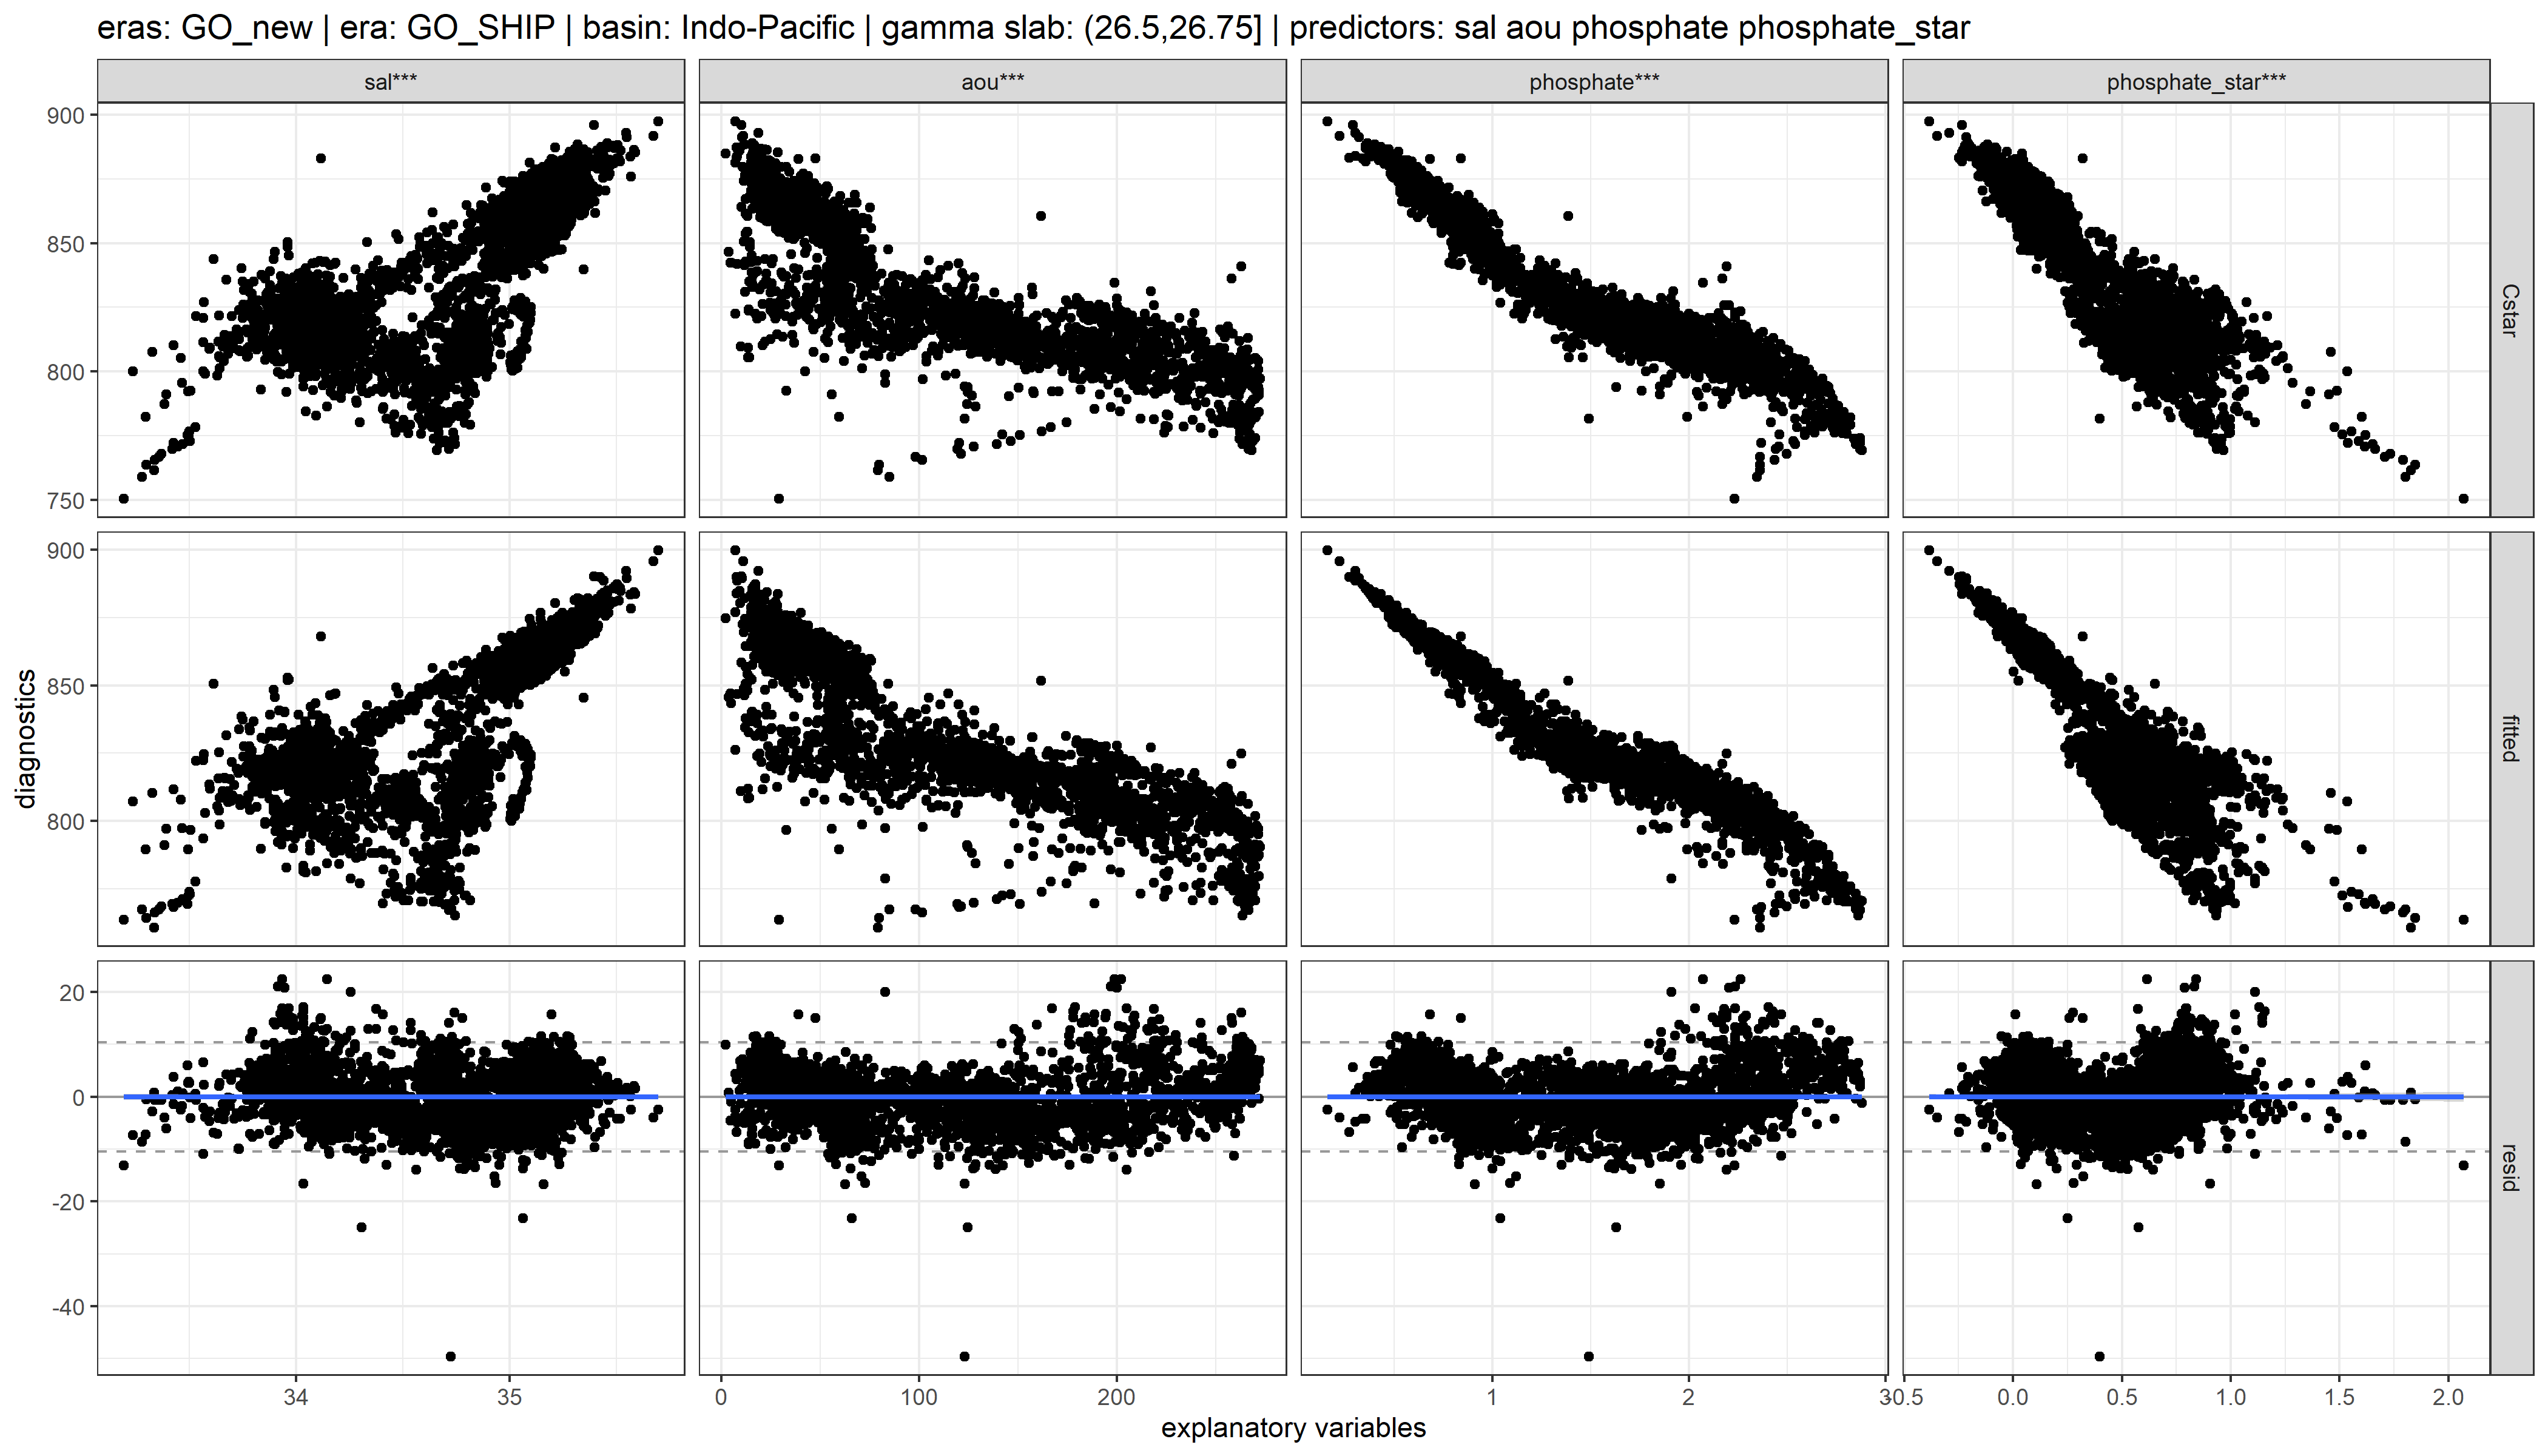 eras: GO_new | era: GO_SHIP | basin: Indo-Pacific | gamma slab: (26.5,26.75] | predictors: sal aou phosphate phosphate_star
sal*** aou*** phosphate*** phosphate_star***
900
850
800
750
Cstar
900
850
800
fitted
diagnostics
20
0
-20
-40
resid
34 35 0 100 200 1 2 3 -0.5 0.0 0.5 1.0 1.5 2.0
explanatory variables